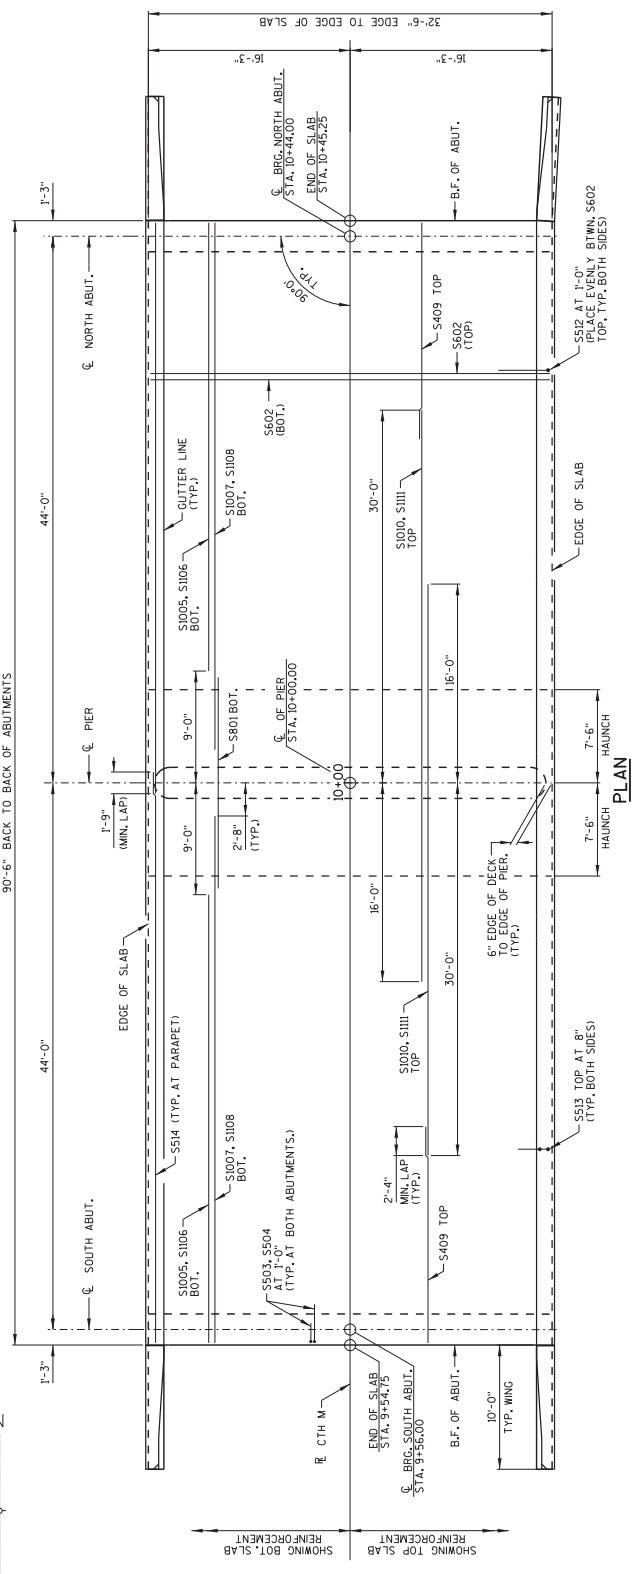 90'-6" BACK TO BACK OF ABUTMENTS
1'-3"
44'-0"
44'-0"
1'-3"
℄ SOUTH ABUT.
℄ PIER
℄ NORTH ABUT.
1'-9"
(MIN. LAP)
EDGE OF SLAB
S514 (TYP. AT PARAPET)
GUTTER LINE
(TYP.)
S1005, S1106
BOT.
S1007, S1108
BOT.
9'-0"
9'-0"
S1005, S1106
BOT.
S1007, S1108
BOT.
2'-8"
(TYP.)
S801 BOT.
S503, S504
AT 1'-0"
(TYP. AT BOTH ABUTMENTS.)
S602
(BOT.)
℄ OF PIER
STA. 10+00.00
10+00
℄ BRG. NORTH ABUT.
STA. 10+44.00
END OF SLAB
STA. 10+45.25
90°0'
TYP.
R CTH M
END OF SLAB
STA. 9+54.75
℄ BRG. SOUTH ABUT.
STA. 9+56.00
16'-0"
30'-0"
S1010, S1111
TOP
S409 TOP
S602
(TOP)
S409 TOP
2'-4"
MIN. LAP
(TYP.)
S1010, S1111
TOP
30'-0"
16'-0"
B.F. OF ABUT.
B.F. OF ABUT.
10'-0"
TYP. WING
6" EDGE OF DECK
TO EDGE OF PIER.
(TYP.)
S513 TOP AT 8"
(TYP. BOTH SIDES)
EDGE OF SLAB
S512 AT 1'-0"
(PLACE EVENLY BTWN. S602
TOP, TYP. BOTH SIDES)
7'-6"
HAUNCH
7'-6"
HAUNCH
SHOWING BOT. SLAB
REINFORCEMENT
SHOWING TOP SLAB
REINFORCEMENT
16'-3"
16'-3"
32'-6" EDGE TO EDGE OF SLAB
PLAN